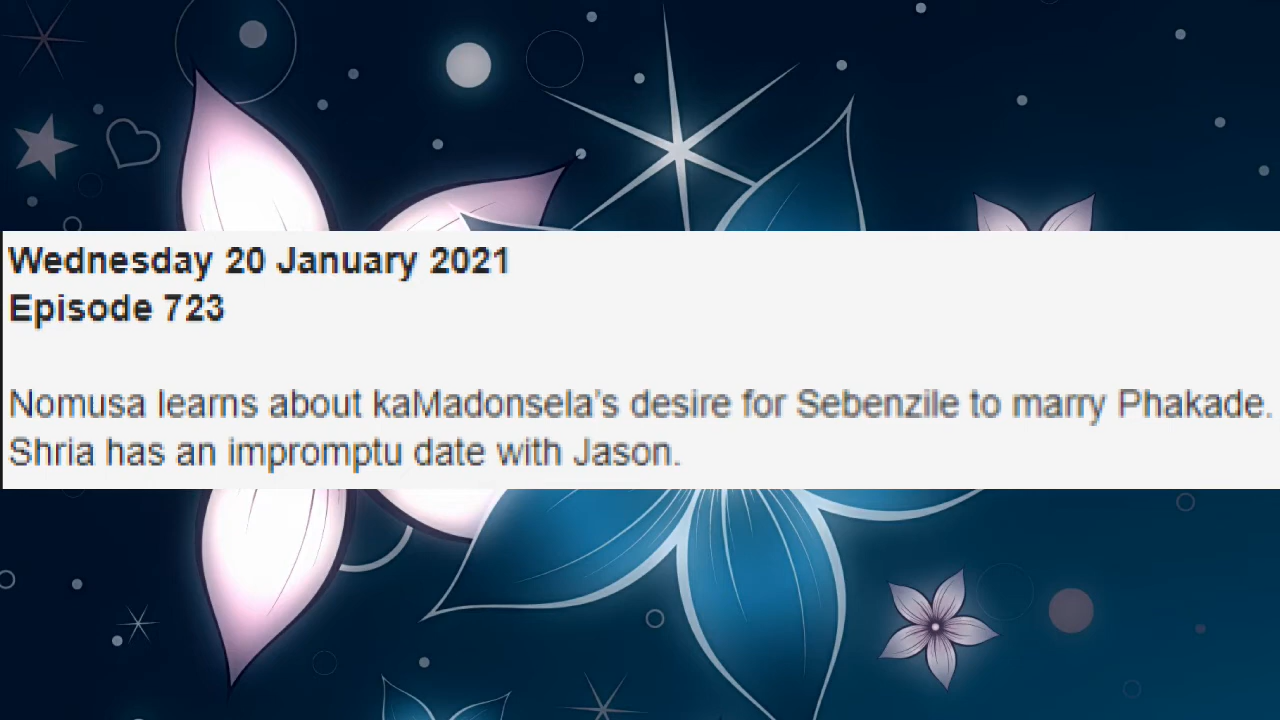 Wednesday 20 January 2021
Episode 723
Nomusa learns about kaMadonsela's desire for Sebenzile to marry Phakade.
Shria has an impromptu date with Jason.